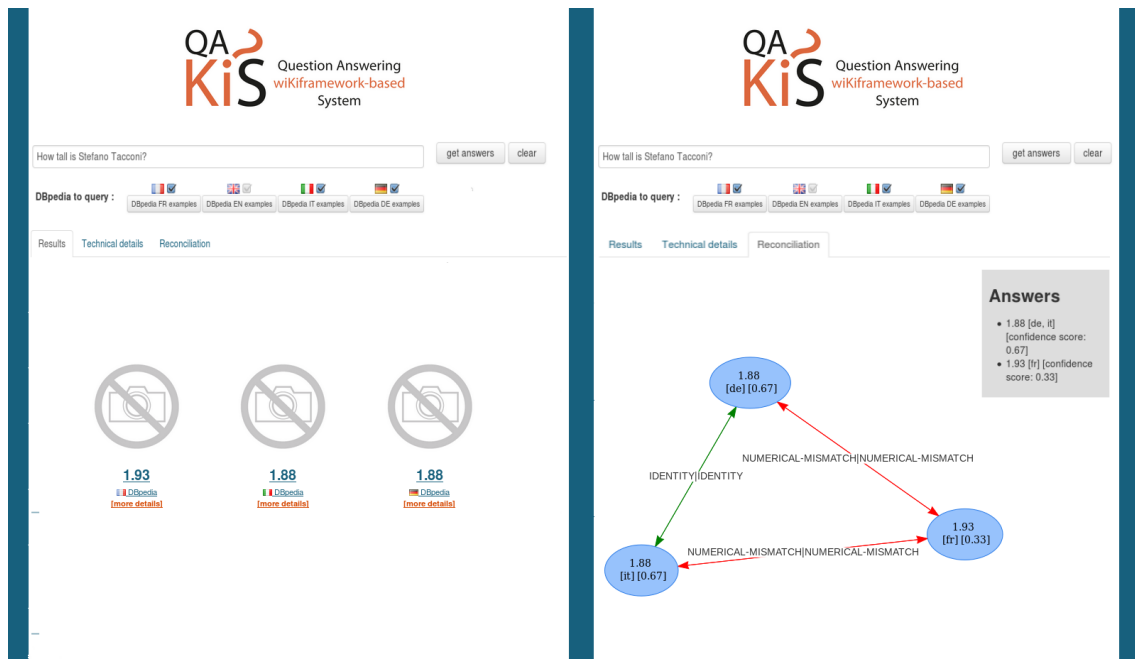 QA
KiS
Question Answering
wiKiframework-based
System
How tall is Stefano Tacconi?
get answers
clear
DBpedia to query :
DBpedia FR examples
DBpedia EN examples
DBpedia IT examples
DBpedia DE examples
Results
Technical details
Reconciliation
1.93
DBpedia
[more details]
1.88
DBpedia
[more details]
1.88
DBpedia
[more details]
QA
KiS
Question Answering
wiKiframework-based
System
How tall is Stefano Tacconi?
get answers
clear
DBpedia to query :
DBpedia FR examples
DBpedia EN examples
DBpedia IT examples
DBpedia DE examples
Results
Technical details
Reconciliation
Answers
• 1.88 [de, it]
[confidence score:
0.67]
• 1.93 [fr] [confidence
score: 0.33]
1.88
[de] [0.67]
NUMERICAL-MISMATCH|NUMERICAL-MISMATCH
IDENTITY|IDENTITY
1.93
[fr] [0.33]
NUMERICAL-MISMATCH|NUMERICAL-MISMATCH
1.88
[it] [0.67]